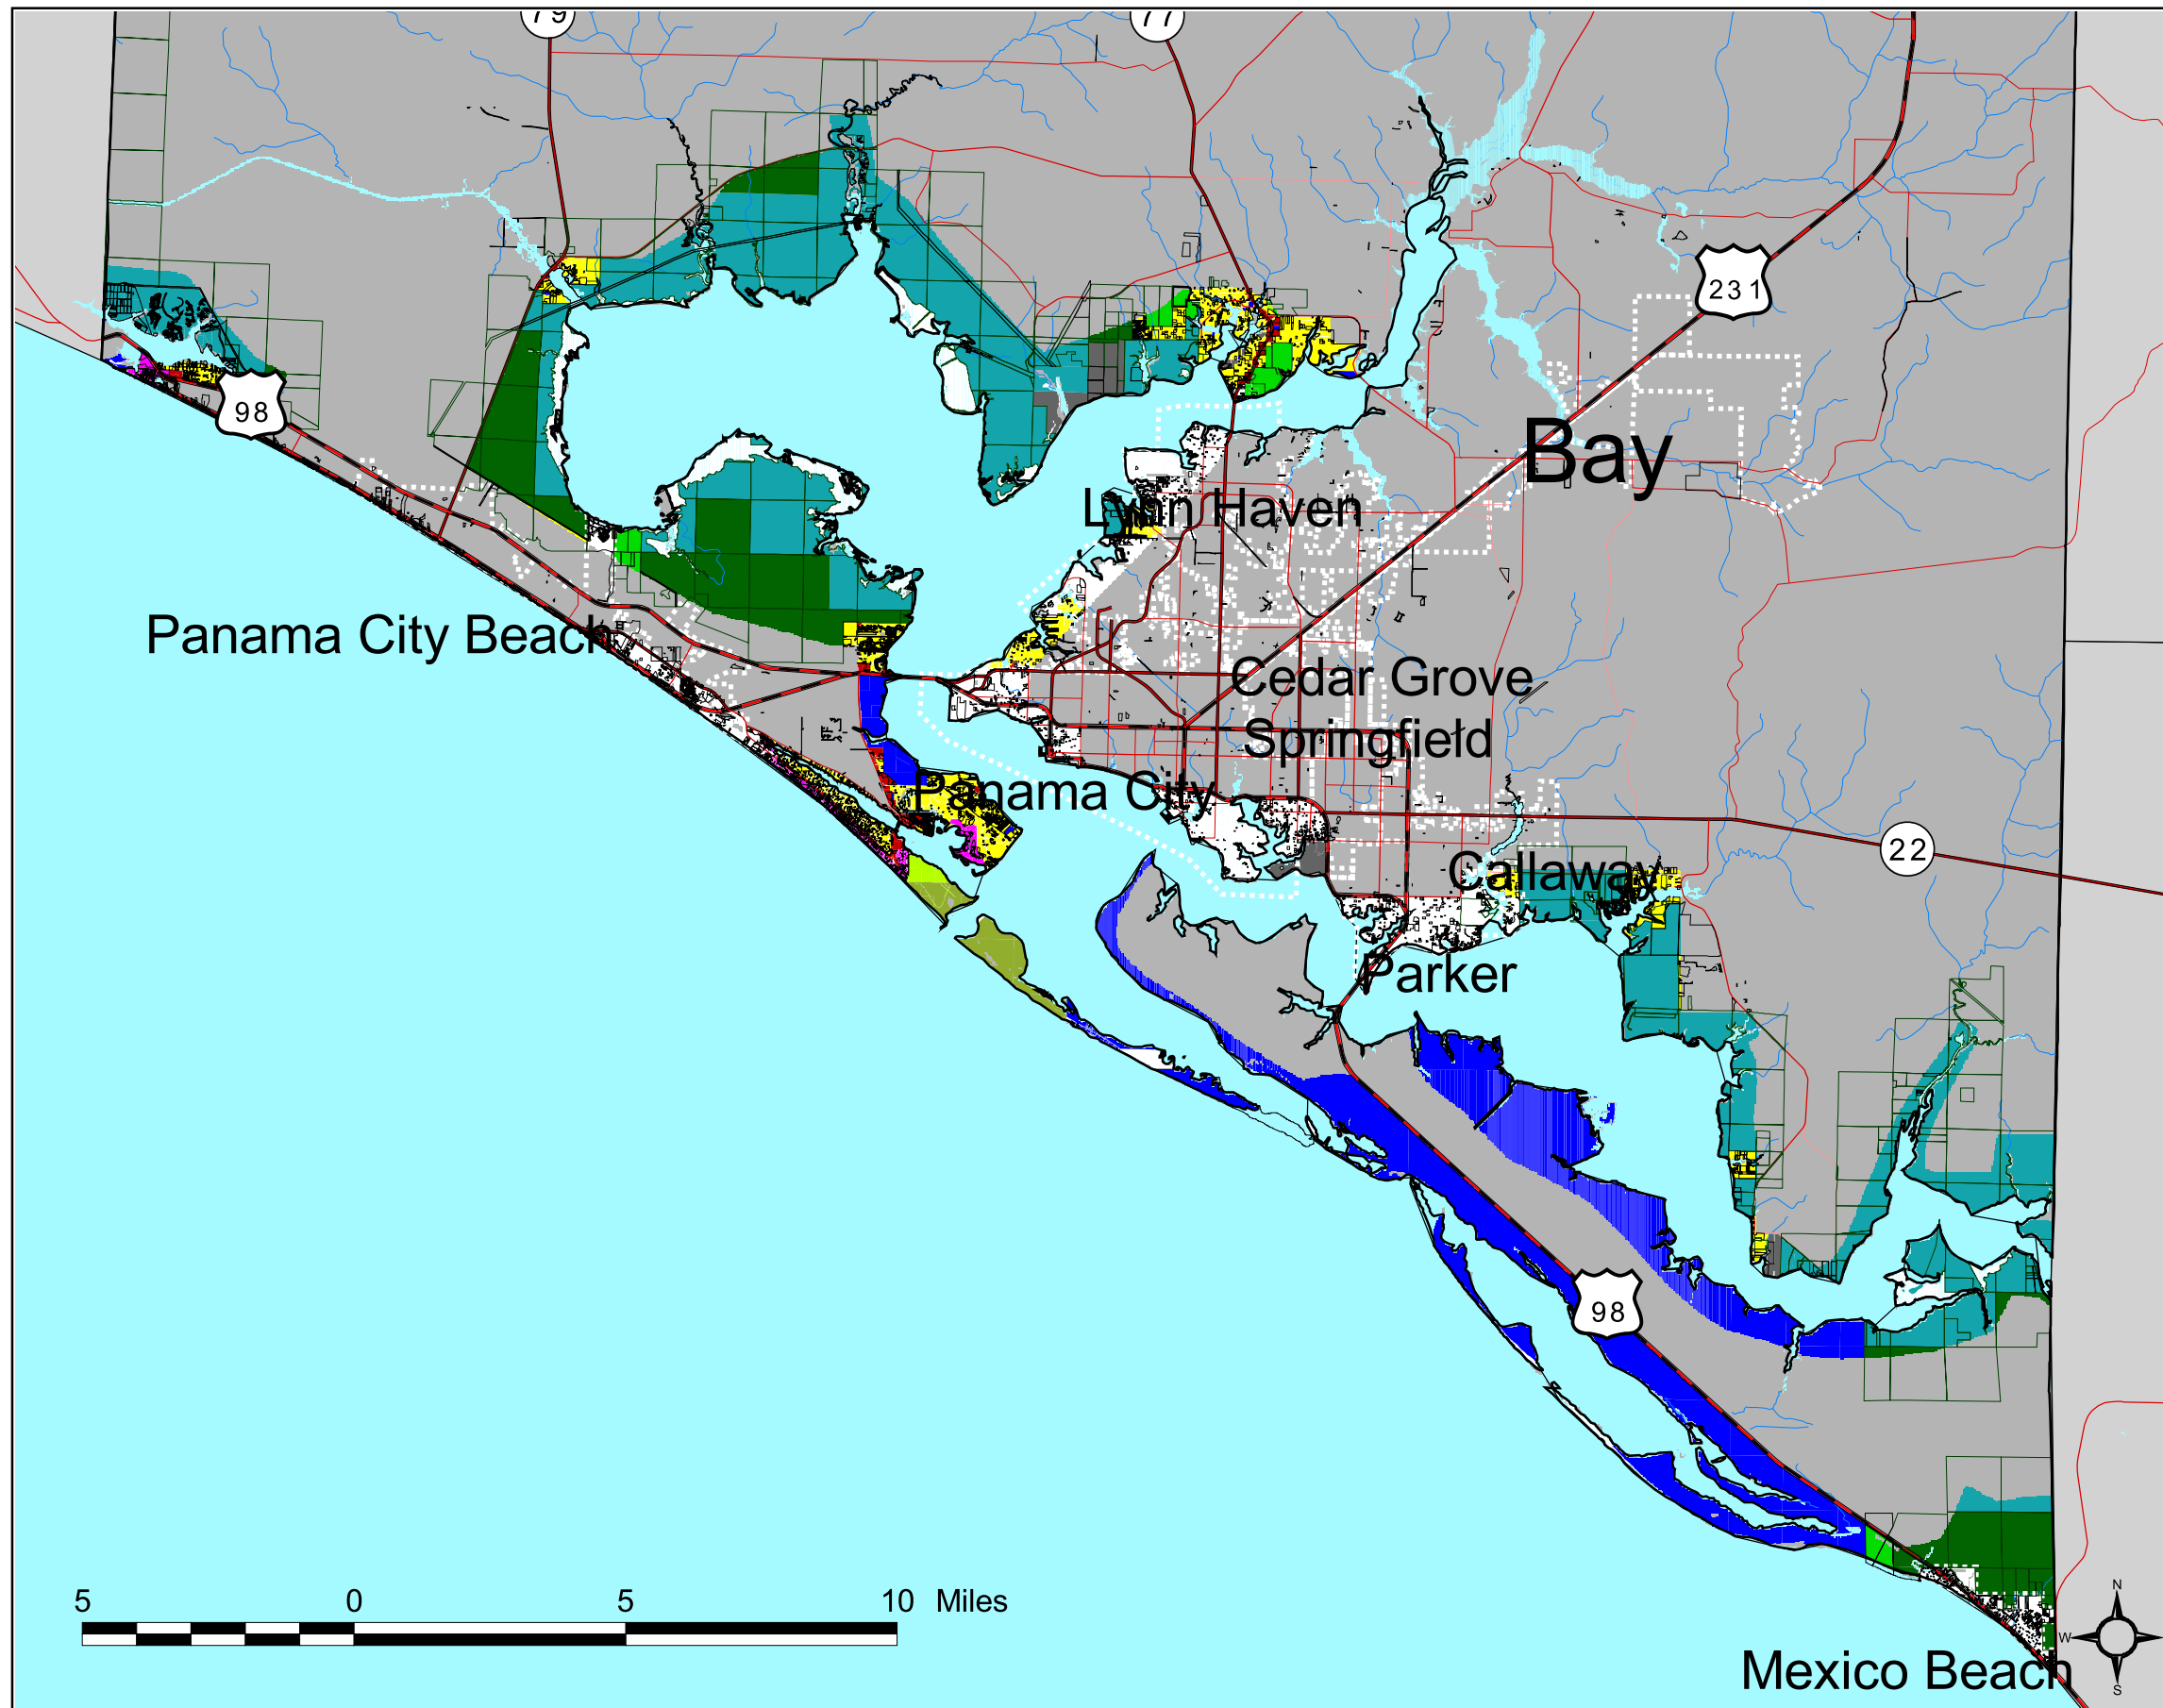 79
77
231
98
Bay
Lynn Haven
Panama City Beach
Cedar Grove
Springfield
Panama City
22
Callaway
Parker
98
5 0 5 10 Miles
N
W
S
Mexico Beach